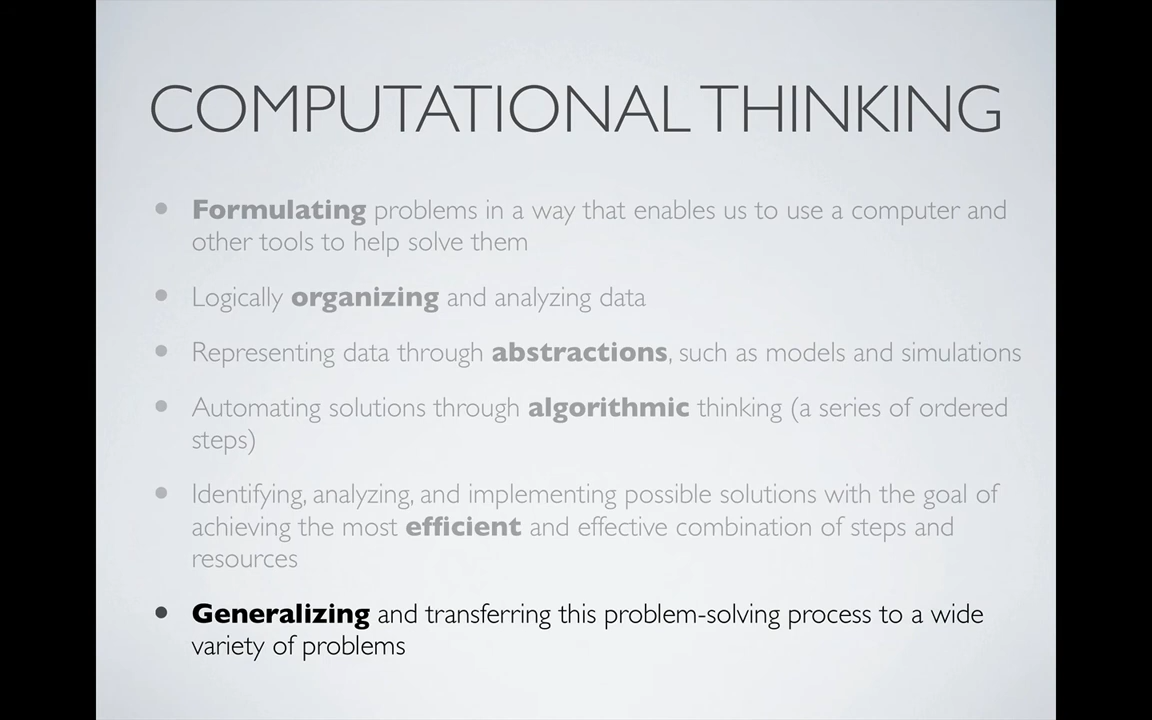 COMPUTATIONAL THINKING
• Formulating problems in a way that enables us to use a computer and
other tools to help solve them
• Logically organizing and analyzing data
• Representing data through abstractions, such as models and simulations
• Automating solutions through algorithmic thinking (a series of ordered
steps)
• Identifying, analyzing, and implementing possible solutions with the goal of
achieving the most efficient and effective combination of steps and
resources
• Generalizing and transferring this problem-solving process to a wide
variety of problems